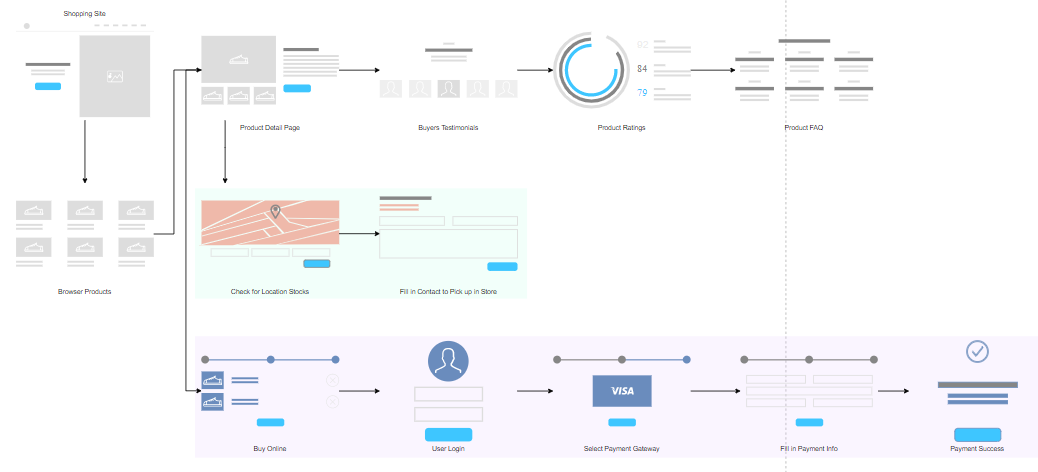 Shopping Site
92
84
79
Product Detail Page
Buyers Testimonials
Product Ratings
Product FAQ
Browser Products
Check for Location Stocks
Fill in Contact to Pick up in Store
VISA
Buy Online
User Login
Select Payment Gateway
Fill in Payment Info
Payment Success